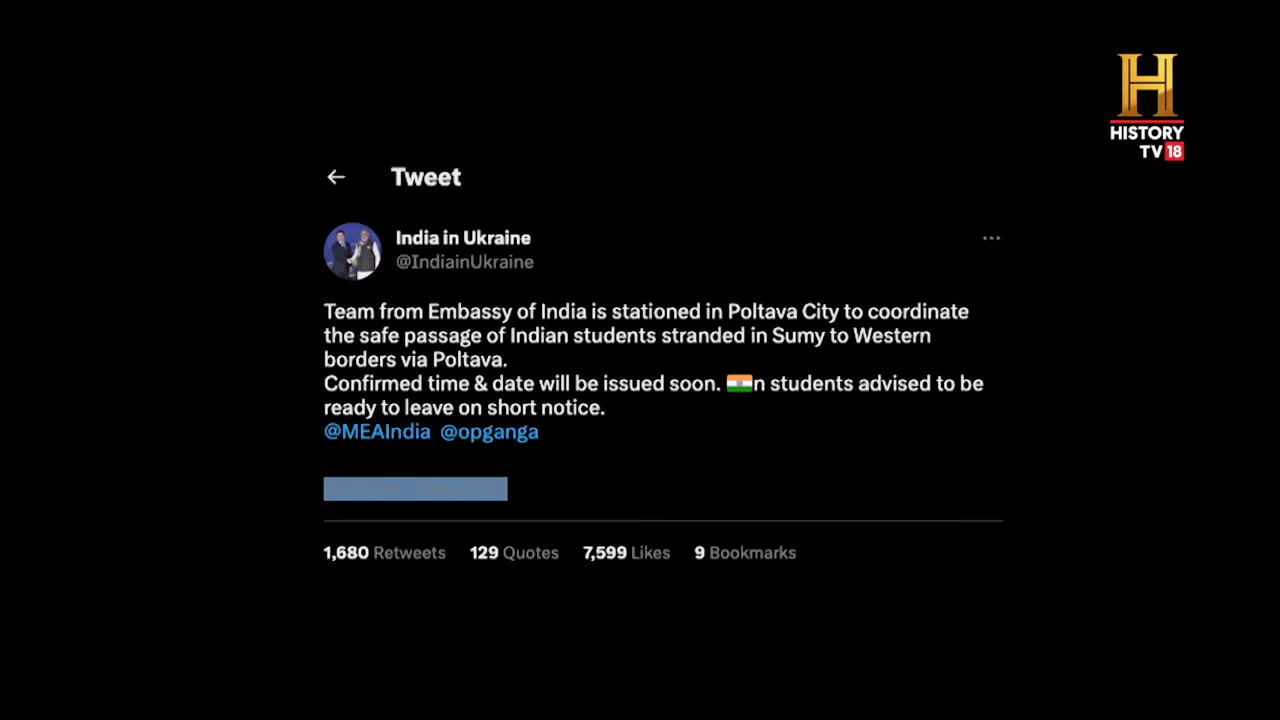 HISTORY
TV 18
Tweet
India in Ukraine
@IndiainUkraine
Team from Embassy of India is stationed in Poltava City to coordinate
the safe passage of Indian students stranded in Sumy to Western
borders via Poltava.
Confirmed time & date will be issued soon. 🇮🇳n students advised to be
ready to leave on short notice.
@MEAIndia @opganga
1,680 Retweets 129 Quotes 7,599 Likes 9 Bookmarks